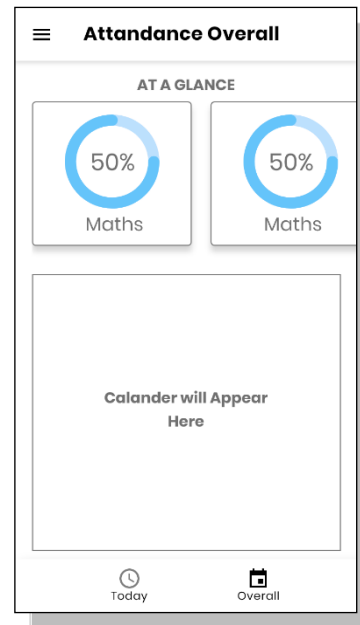 Attandance Overall
AT A GLANCE
50%
50%
Maths
Maths
Calander will Appear
Here
Today
Overall